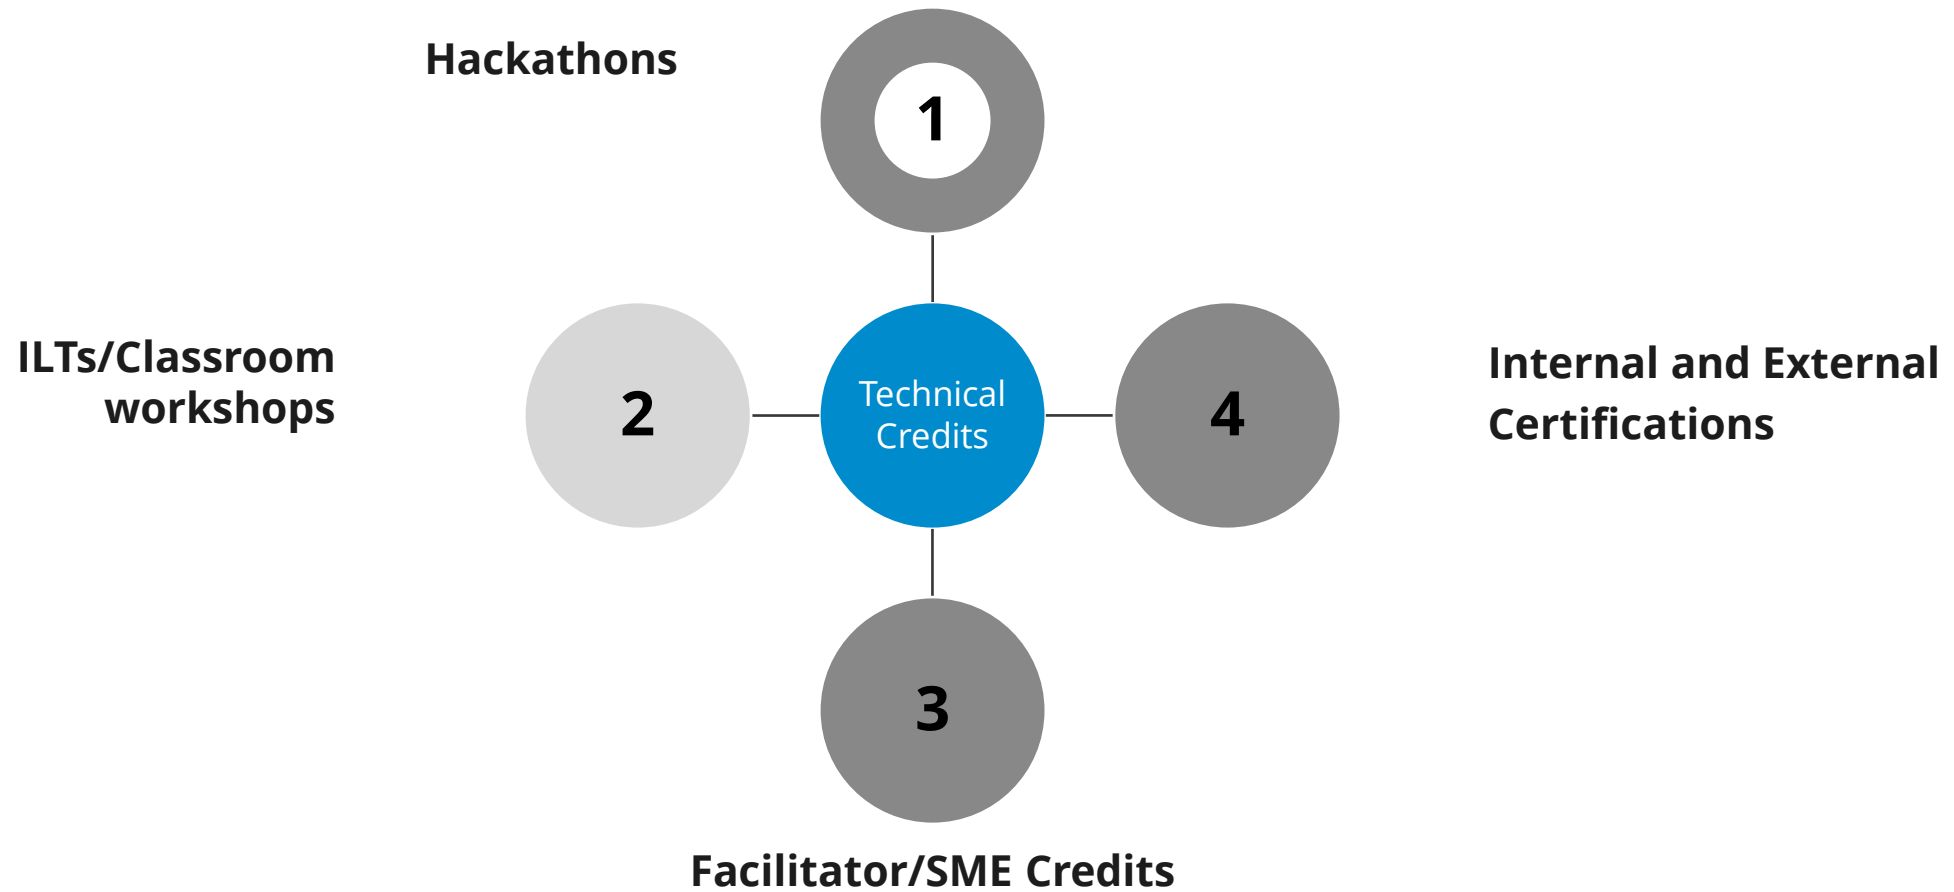 Hackathons
1
ILTs/Classroom
workshops
2
Technical
Credits
4
Internal and External
Certifications
3
Facilitator/SME Credits